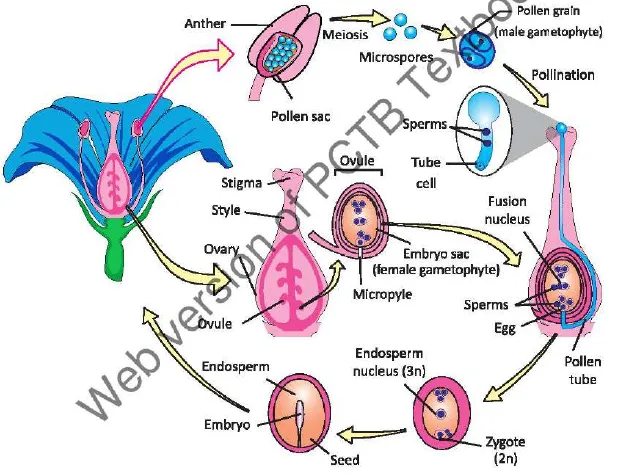 Anther
Meiosis
Microspores
Pollen sac
Pollen grain
(male gametophyte)
Pollination
Sperms
Tube
cell
Stigma
Style
Ovary
Ovule
Ovule
Embryo sac
(female gametophyte)
Micropyle
Fusion
nucleus
Sperms
Egg
Pollen
tube
Endosperm
Embryo
Seed
Endosperm
nucleus (3n)
Zygote
(2n)
Web version of PCTB Textbook